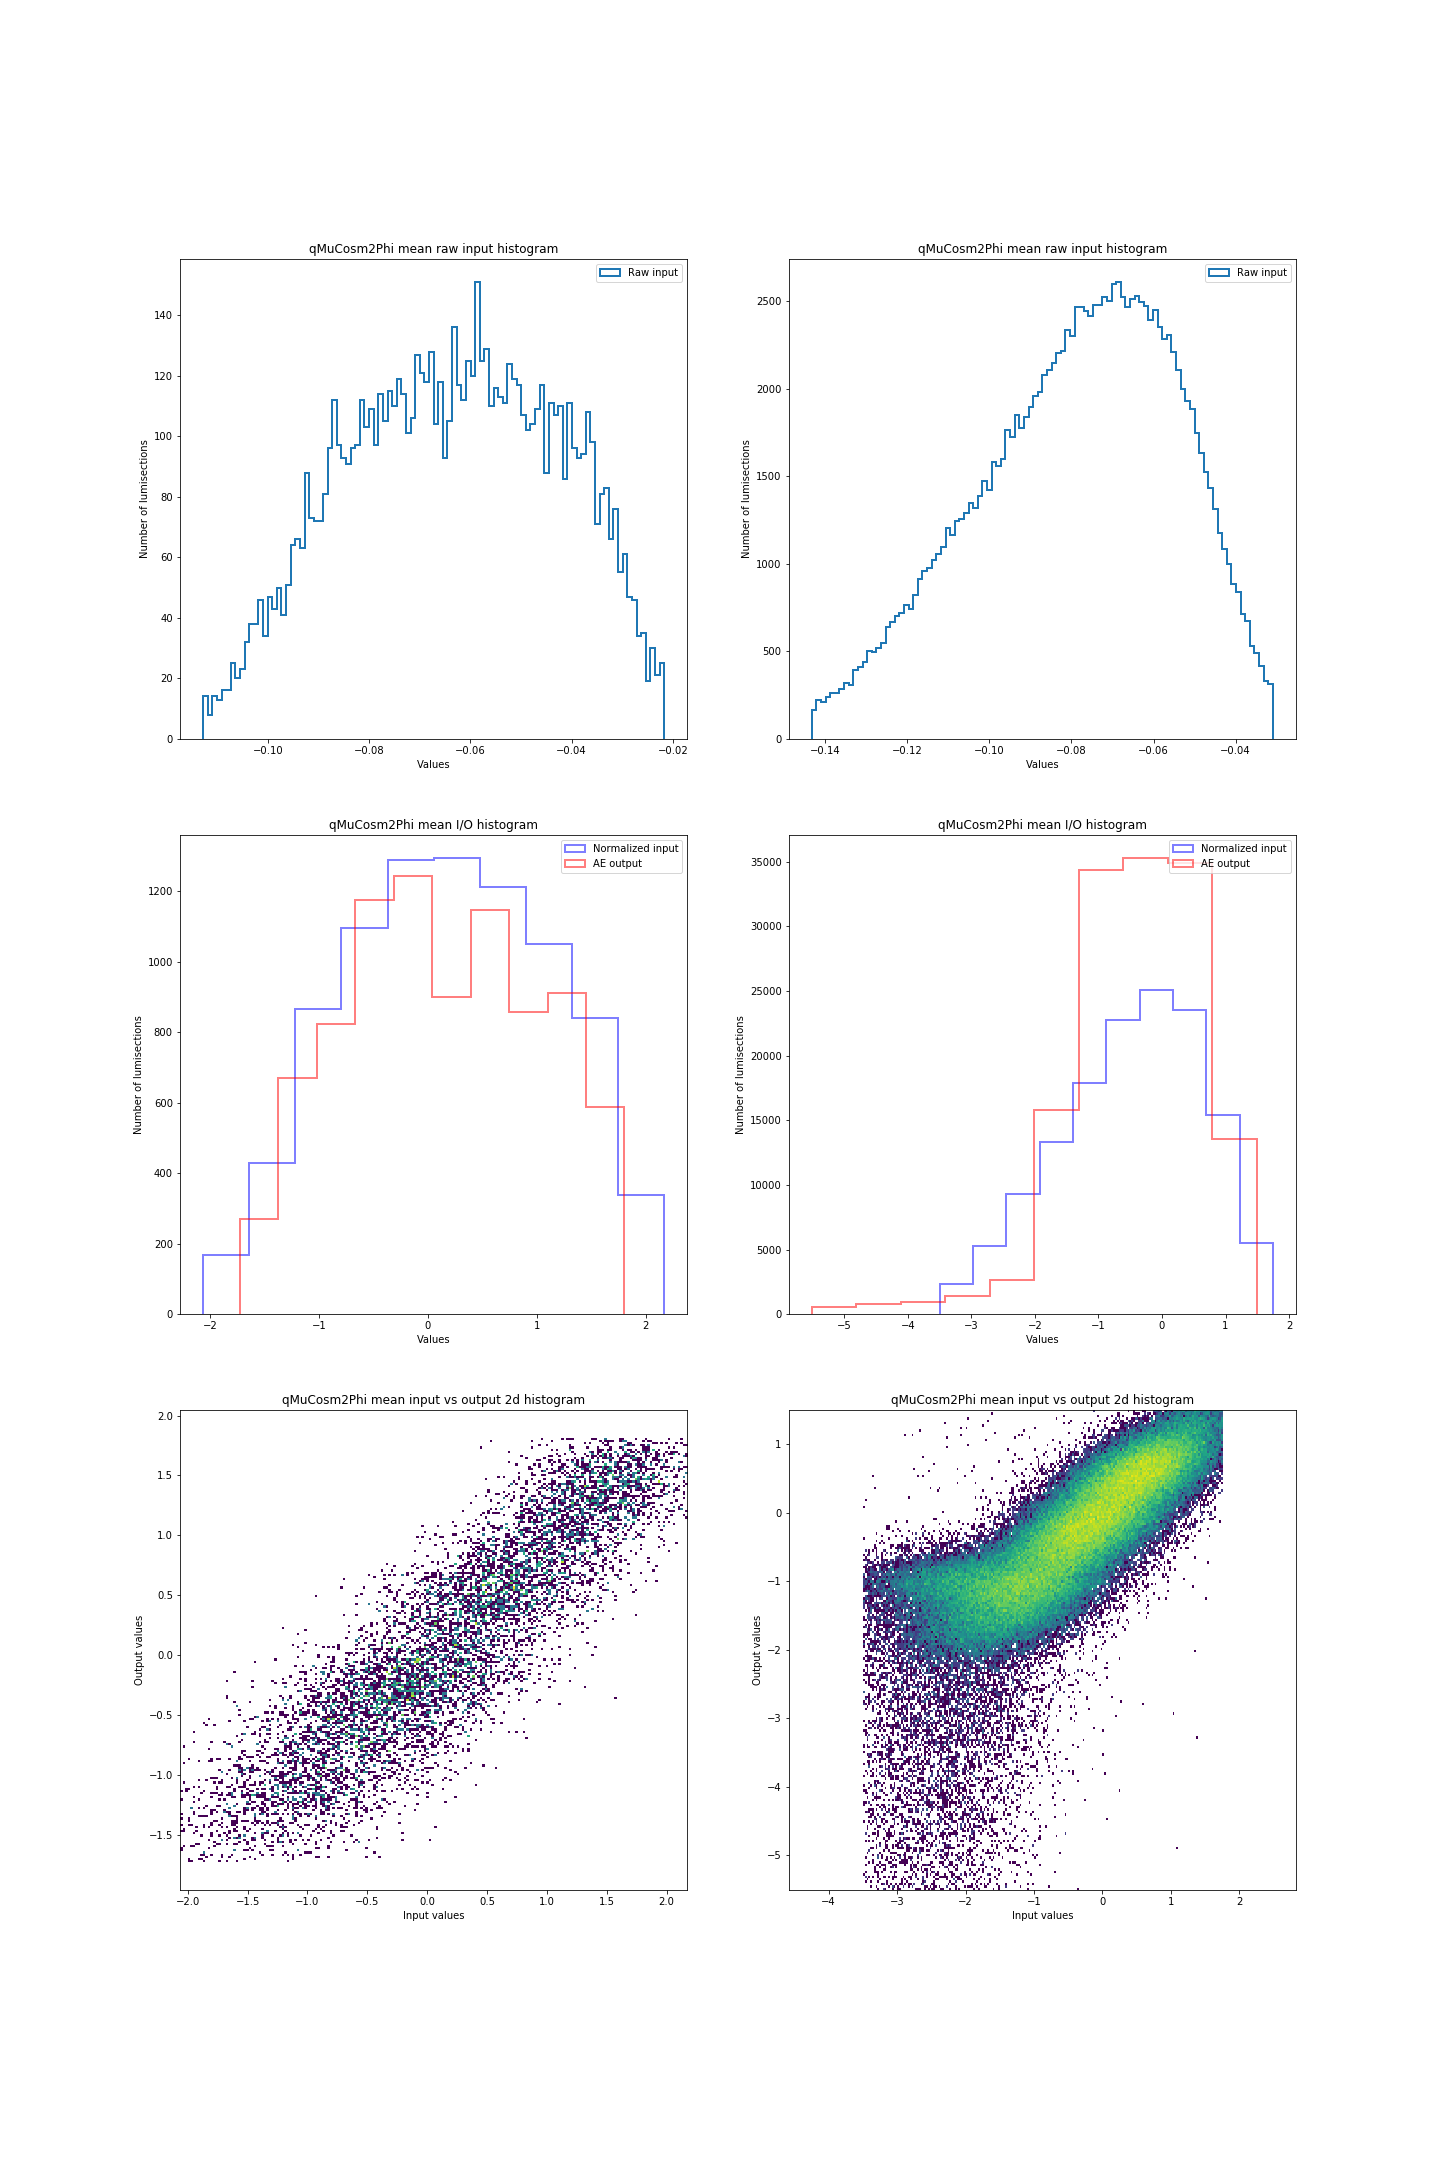 qMuCosm2Phi mean raw input histogram
Raw input
Number of lumisections
140
120
100
80
60
40
20
0
−0.10 −0.08 −0.06 −0.04 −0.02
Values
qMuCosm2Phi mean raw input histogram
Raw input
Number of lumisections
2500
2000
1500
1000
500
0
−0.14 −0.12 −0.10 −0.08 −0.06 −0.04
Values
qMuCosm2Phi mean I/O histogram
Normalized input
AE output
Number of lumisections
1200
1000
800
600
400
200
0
−2 −1 0 1 2
Values
qMuCosm2Phi mean I/O histogram
Normalized input
AE output
Number of lumisections
35000
30000
25000
20000
15000
10000
5000
0
−5 −4 −3 −2 −1 0 1 2
Values
qMuCosm2Phi mean input vs output 2d histogram
Output values
2.0
1.5
1.0
0.5
0.0
−0.5
−1.0
−1.5
−2.0 −1.5 −1.0 −0.5 0.0 0.5 1.0 1.5 2.0
Input values
qMuCosm2Phi mean input vs output 2d histogram
Output values
1
0
−1
−2
−3
−4
−5
−4 −3 −2 −1 0 1 2
Input values